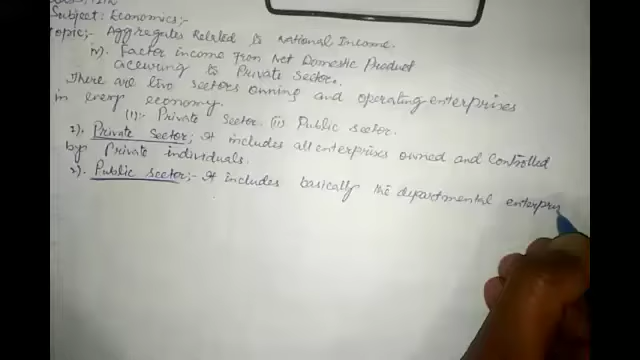 Subject: Economics;-
Topic;- Aggregates Related to National Income.
iv). Factor income from Net Domestic Product
accruing to Private Sector.
There are two sectors owning and operating enterprises
in every economy.
(i):- Private Sector. (ii) Public sector.
1). Private Sector;- It includes all enterprises owned and controlled
by Private individuals.
2). Public sector;- It includes basically the departmental enterpris